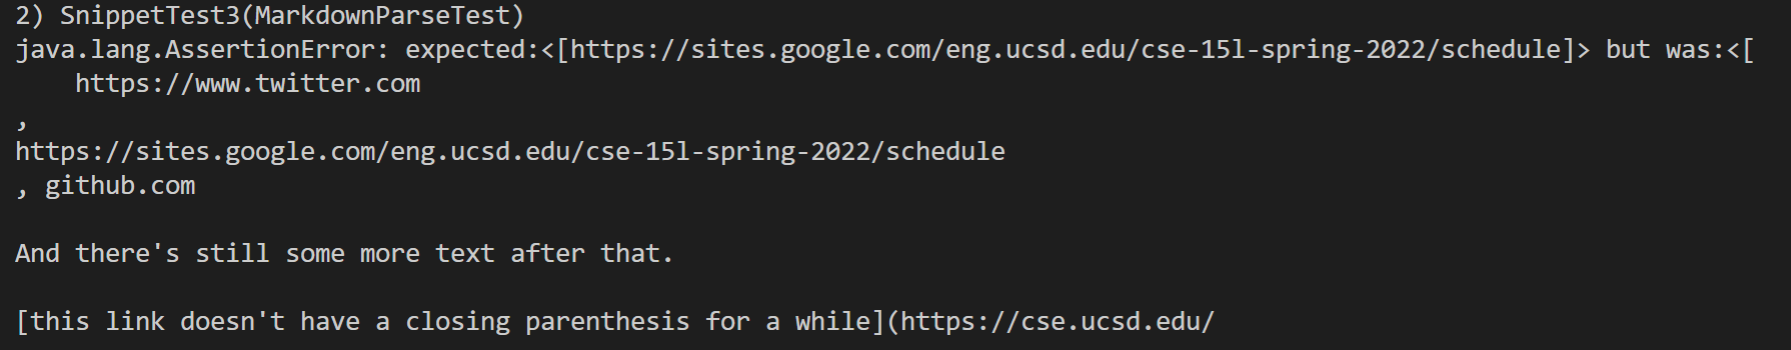 2) SnippetTest3(MarkdownParseTest)
java.lang.AssertionError: expected:<[https://sites.google.com/eng.ucsd.edu/cse-15l-spring-2022/schedule]> but was:<[
    https://www.twitter.com
,
https://sites.google.com/eng.ucsd.edu/cse-15l-spring-2022/schedule
, github.com

And there's still some more text after that.

[this link doesn't have a closing parenthesis for a while](https://cse.ucsd.edu/